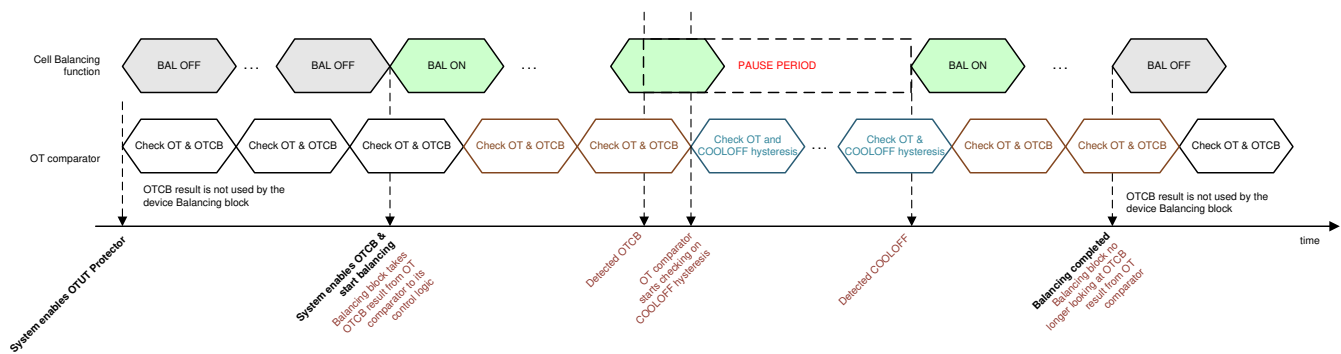 Cell Balancing
function
BAL OFF
...
BAL OFF
BAL ON
...
PAUSE PERIOD
BAL ON
...
BAL OFF
OT comparator
Check OT & OTCB
Check OT & OTCB
Check OT & OTCB
Check OT & OTCB
Check OT & OTCB
Check OT and
COOLOFF hysteresis
...
Check OT &
COOLOFF hysteresis
Check OT & OTCB
Check OT & OTCB
Check OT & OTCB
OTCB result is not used by the
device Balancing block
OTCB result is not used by the
device Balancing block
time
System enables OTUT Protector
System enables OTCB &
start balancing
Balancing block takes
OTCB result from OT
comparator to its
control logic
Detected OTCB
OT comparator
starts checking on
COOLOFF hysteresis
Detected COOLOFF
Balancing completed
Balancing block no
longer looking at OTCB
result from OT
comparator